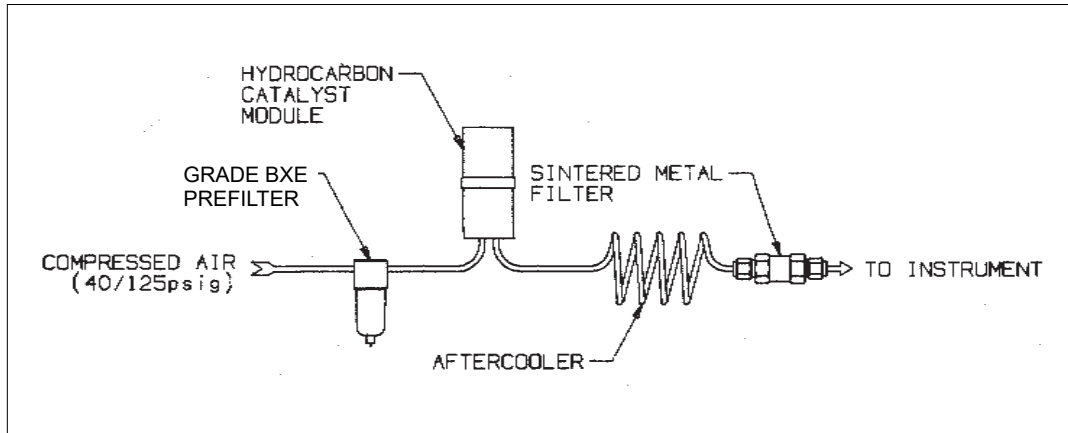 HYDROCARBON
CATALYST
MODULE
GRADE BXE
PREFILTER
SINTERED METAL
FILTER
COMPRESSED AIR
(40/125psig)
TO INSTRUMENT
AFTERCOOLER